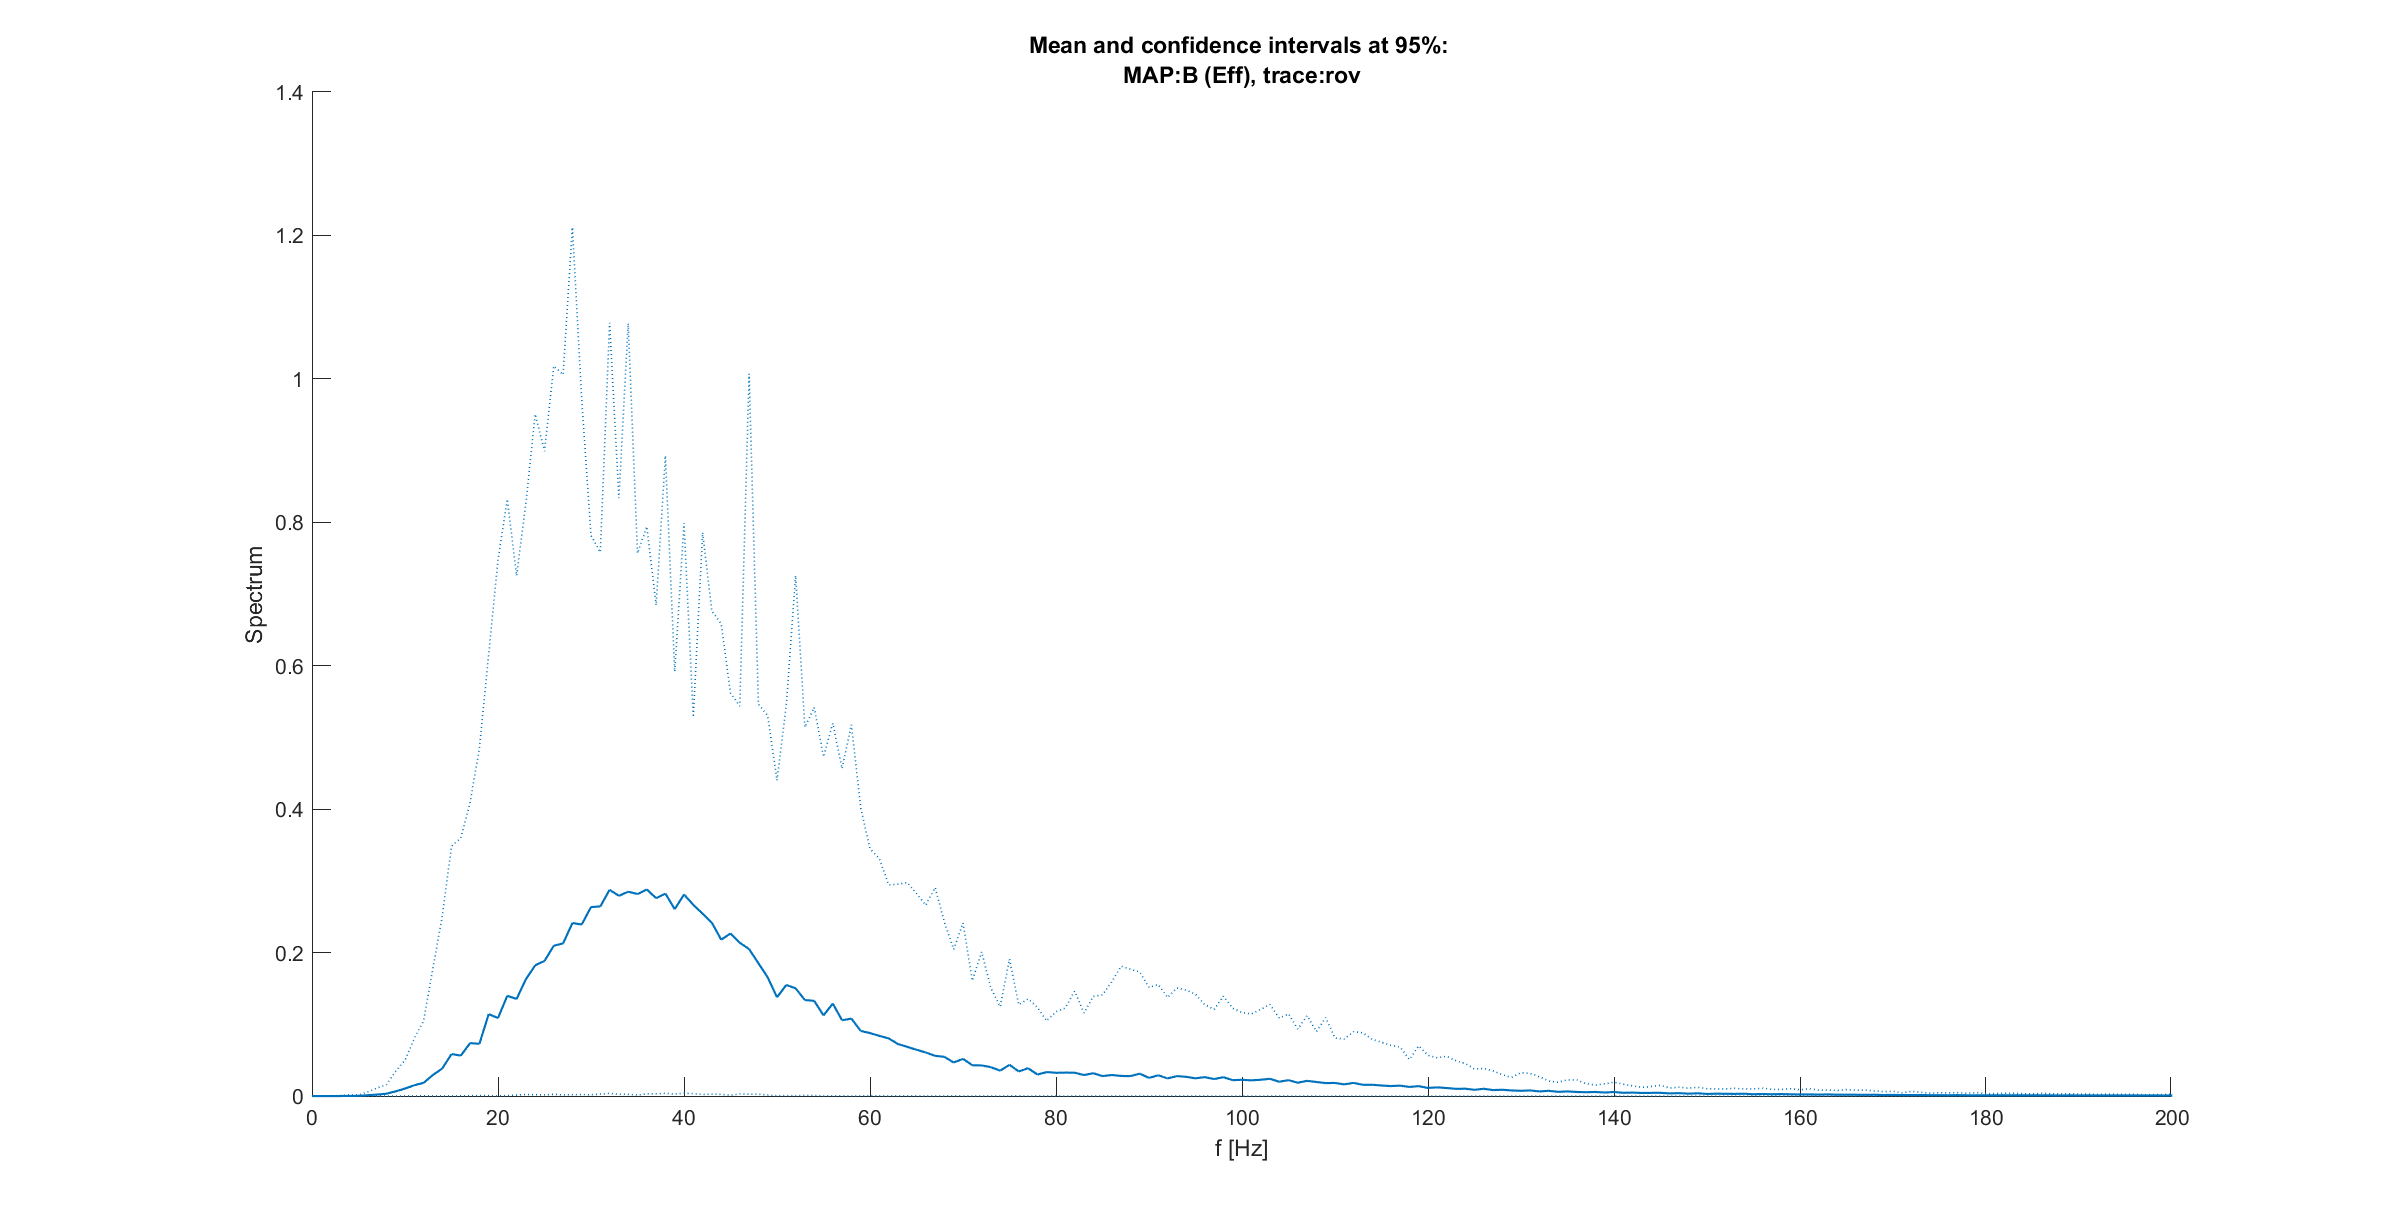 Mean and confidence intervals at 95%:
MAP:B (Eff), trace:rov
1.4
1.2
1
0.8
0.6
0.4
0.2
0
Spectrum
0 20 40 60 80 100 120 140 160 180 200
f [Hz]